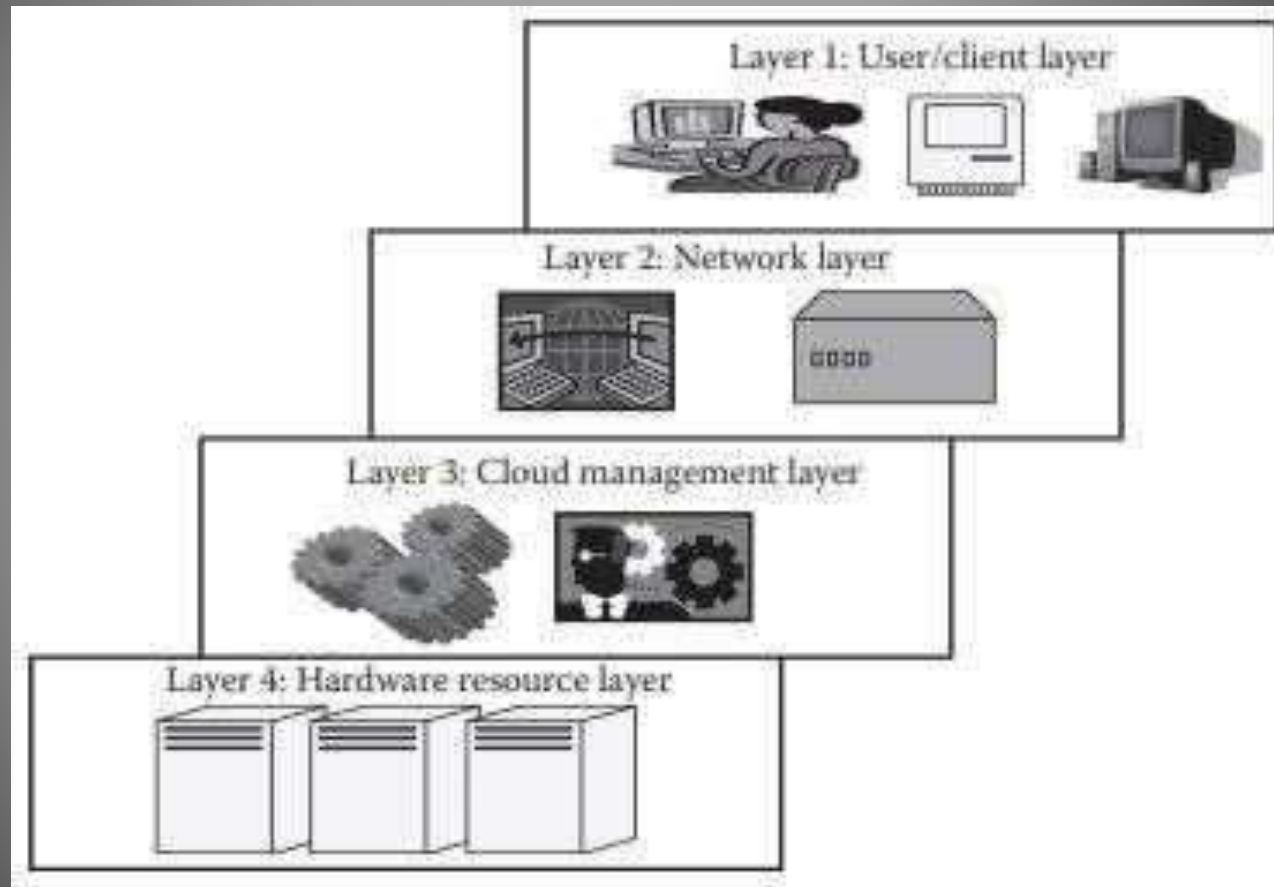 Layer 1: User/client layer
Layer 2: Network layer
Layer 3: Cloud management layer
Layer 4: Hardware resource layer